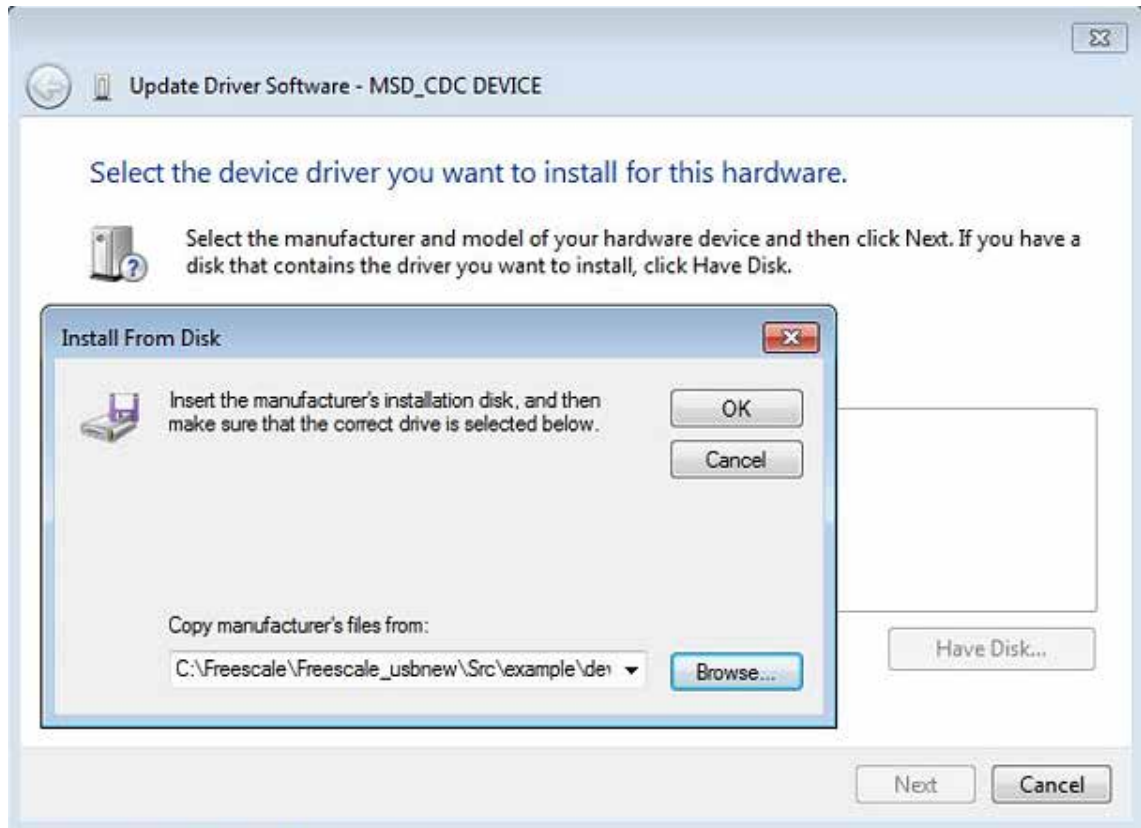 Update Driver Software - MSD_CDC DEVICE
Select the device driver you want to install for this hardware.
Select the manufacturer and model of your hardware device and then click Next. If you have a
disk that contains the driver you want to install, click Have Disk.
Install From Disk
Insert the manufacturer's installation disk, and then
make sure that the correct drive is selected below.
OK
Cancel
Copy manufacturer's files from:
C:\Freescale\Freescale_usbnew\Src\example\de
Browse...
Have Disk...
Next
Cancel